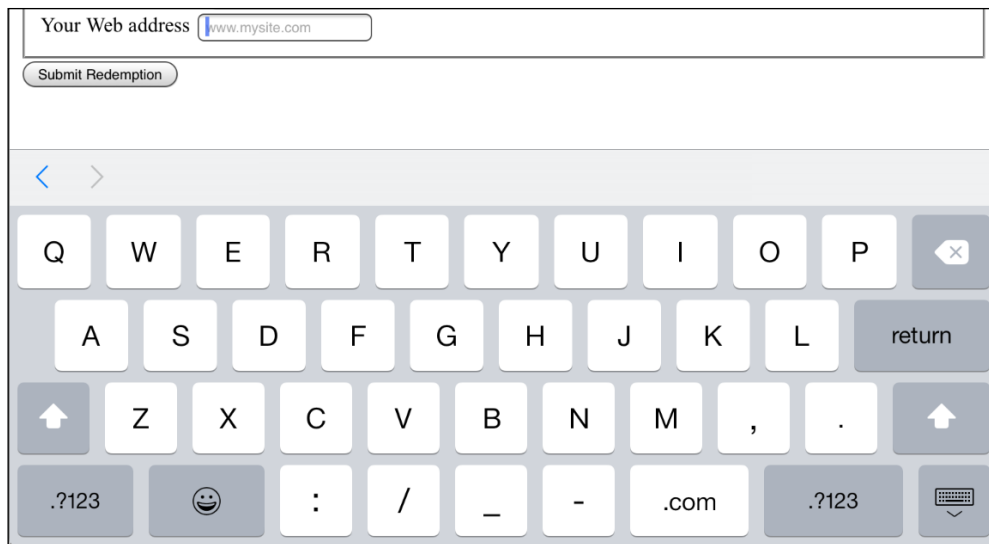 Your Web address www.mysite.com
Submit Redemption
Q W E R T Y U I O P
A S D F G H J K L return
Z X C V B N M , .
.?123 : / _ - .com .?123